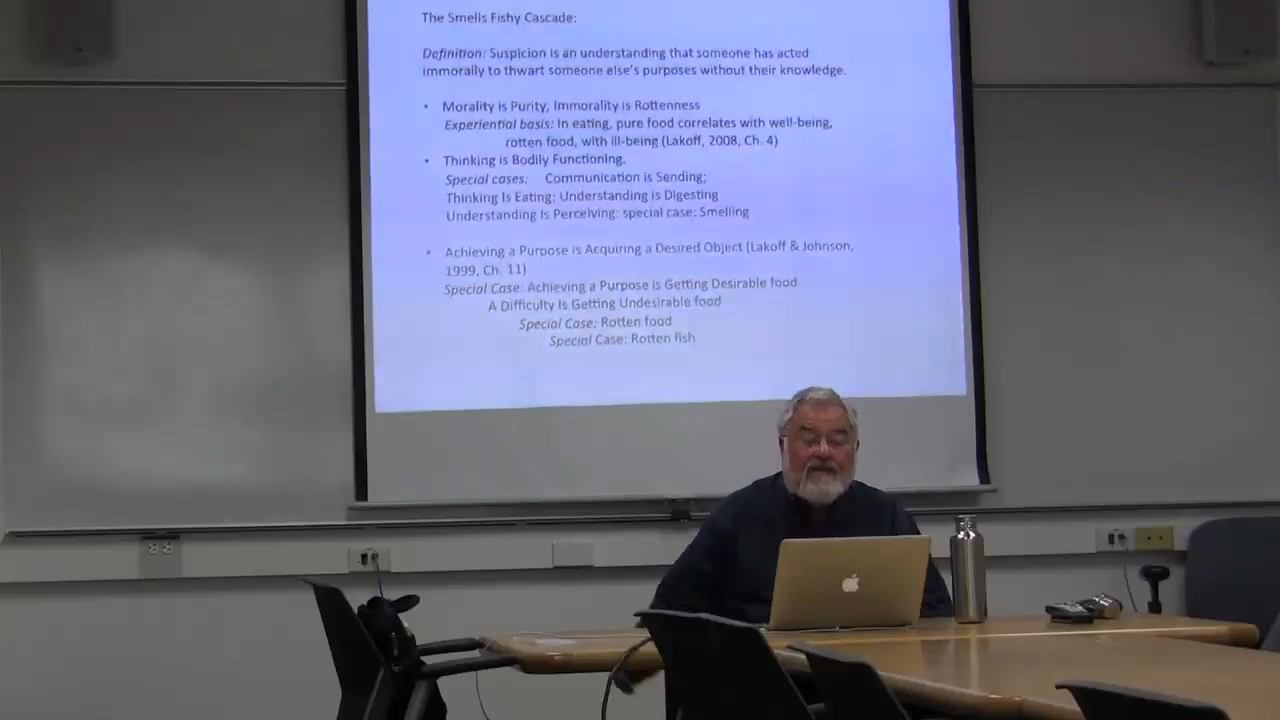 The Smells Fishy Cascade:
Definition: Suspicion is an understanding that someone has acted
immorally to thwart someone else's purposes without their knowledge.
• Morality is Purity, Immorality is Rottenness
Experiential basis: In eating, pure food correlates with well-being,
rotten food, with ill-being (Lakoff, 2008, Ch. 4)
• Thinking is Bodily Functioning.
Special cases: Communication is Sending;
Thinking Is Eating: Understanding is Digesting
Understanding Is Perceiving: special case: Smelling
• Achieving a Purpose is Acquiring a Desired Object (Lakoff & Johnson,
1999, Ch. 11)
Special Case: Achieving a Purpose is Getting Desirable food
A Difficulty Is Getting Undesirable food
Special Case: Rotten food
Special Case: Rotten fish